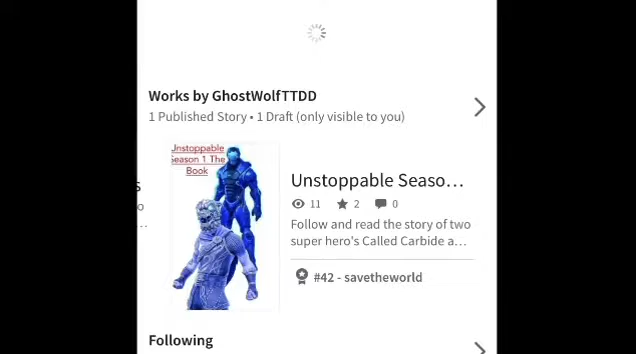 Works by GhostWolfTTDD
1 Published Story • 1 Draft (only visible to you)
Unstoppable
Season 1 The
Book
s
o
...
Unstoppable Seaso...
11 2 0
Follow and read the story of two
super hero's Called Carbide a...
#42 - savetheworld
Following